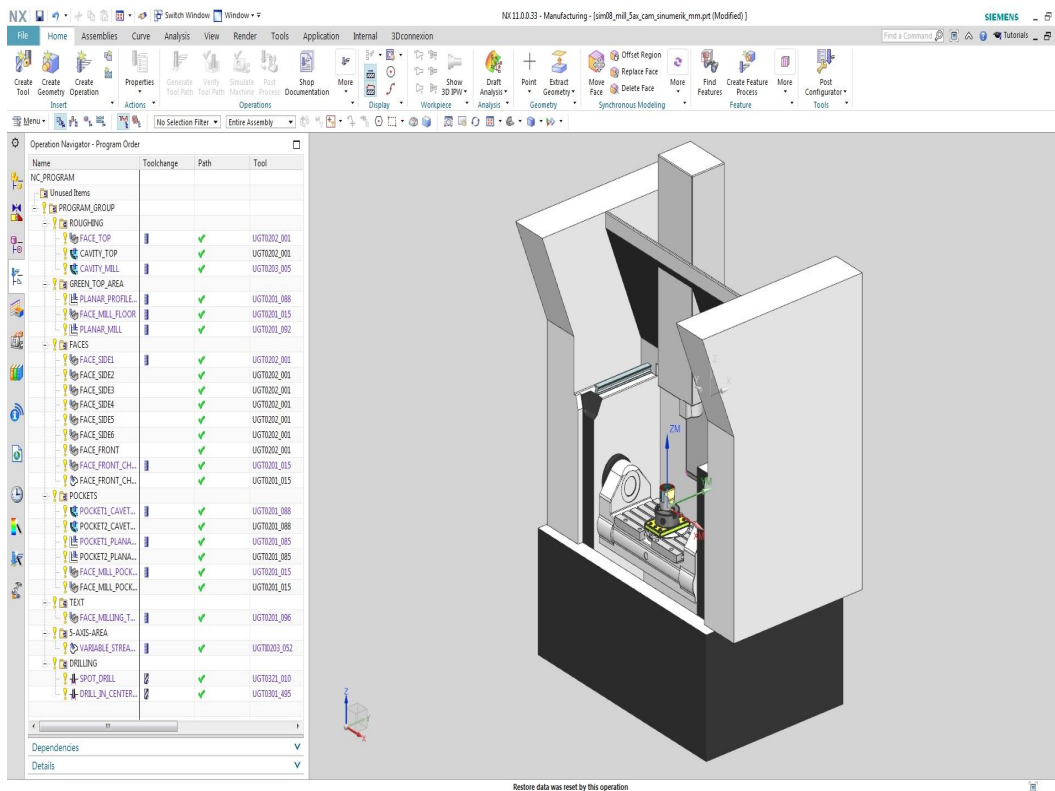 NX Switch Window Window NX 11.0.0.33 - Manufacturing - [sim08_mill_5ax_cam_sinumerik_mm.prt (Modified) ] SIEMENS
File Home Assemblies Curve Analysis View Render Tools Application Internal 3Dconnexion Find a Command Tutorials
Create Tool Create Geometry Create Operation Properties Generate Tool Path Verify Tool Path Simulate Machine Post Process Shop Documentation More Show 3D IPW Draft Analysis Point Extract Geometry Move Face Offset Region Replace Face Delete Face More Find Features Create Feature Process More Post Configurator
Insert Actions Operations Display Workpiece Analysis Geometry Synchronous Modeling Feature Tools
Menu No Selection Filter Entire Assembly
Operation Navigator - Program Order
Name Toolchange Path Tool
NC_PROGRAM
Unused Items
PROGRAM_GROUP
ROUGHING
FACE_TOP UGT0202_001
CAVITY_TOP UGT0202_001
CAVITY_MILL UGT0203_005
GREEN_TOP_AREA
PLANAR_PROFILE... UGT0201_088
FACE_MILL_FLOOR UGT0201_015
PLANAR_MILL UGT0201_092
FACES
FACE_SIDE1 UGT0202_001
FACE_SIDE2 UGT0202_001
FACE_SIDE3 UGT0202_001
FACE_SIDE4 UGT0202_001
FACE_SIDE5 UGT0202_001
FACE_SIDE6 UGT0202_001
FACE_FRONT UGT0202_001
FACE_FRONT_CH... UGT0201_015
FACE_FRONT_CH... UGT0201_015
POCKETS
POCKET1_CAVET... UGT0201_088
POCKET2_CAVET... UGT0201_088
POCKET1_PLANA... UGT0201_085
POCKET2_PLANA... UGT0201_085
FACE_MILL_POCK... UGT0201_015
FACE_MILL_POCK... UGT0201_015
TEXT
FACE_MILLING_T... UGT0201_096
5-AXIS-AREA
VARIABLE_STREA... UGTI0203_052
DRILLING
SPOT_DRILL UGT0321_010
DRILL_IN_CENTER... UGT0301_495
Dependencies
Details
ZM
YM
XM
Z
X
Z
Y
X
Restore data was reset by this operation